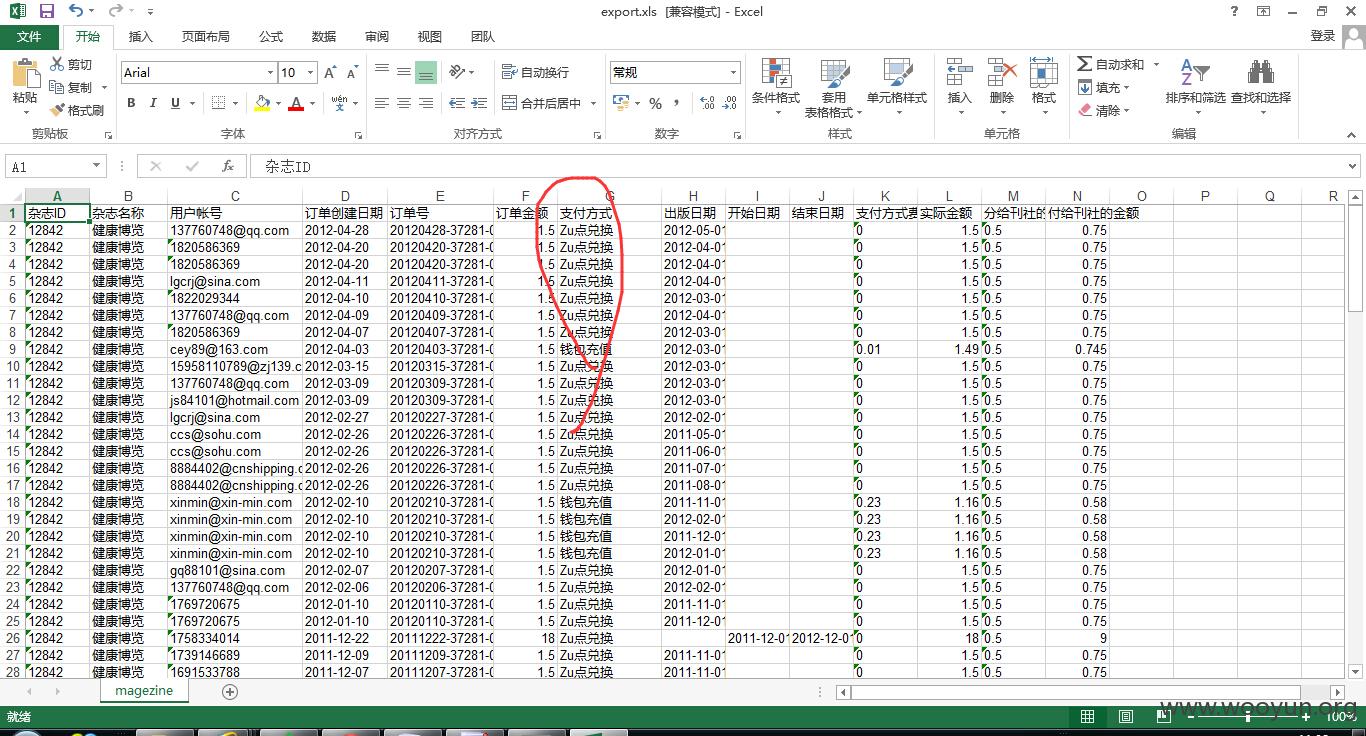 export.xls [兼容模式] - Excel
文件 开始 插入 页面布局 公式 数据 审阅 视图 团队 登录
粘贴 剪切 复制 格式刷 剪贴板
Arial 10 B I U 字体
自动换行 合并后居中 对齐方式
常规 % 数字
条件格式 套用表格格式 单元格样式 样式
插入 删除 格式 单元格
自动求和 填充 清除 排序和筛选 查找和选择 编辑
A1 fx 杂志ID
A B C D E F G H I J K L M N O P Q R
1 杂志ID 杂志名称 用户帐号 订单创建日期 订单号 订单金额 支付方式 出版日期 开始日期 结束日期 支付方式 实际金额 分给刊社的 付给刊社的金额
2 12842 健康博览 137760748@qq.com 2012-04-28 20120428-37281-0 1.5 Zu点兑换 2012-05-01 0 1.5 0.5 0.75
3 12842 健康博览 1820586369 2012-04-20 20120420-37281-0 1.5 Zu点兑换 2012-04-01 0 1.5 0.5 0.75
4 12842 健康博览 1820586369 2012-04-20 20120420-37281-0 1.5 Zu点兑换 2012-04-01 0 1.5 0.5 0.75
5 12842 健康博览 lgcrj@sina.com 2012-04-11 20120411-37281-0 1.5 Zu点兑换 2012-04-01 0 1.5 0.5 0.75
6 12842 健康博览 1822029344 2012-04-10 20120410-37281-0 1.5 Zu点兑换 2012-03-01 0 1.5 0.5 0.75
7 12842 健康博览 137760748@qq.com 2012-04-09 20120409-37281-0 1.5 Zu点兑换 2012-03-01 0 1.5 0.5 0.75
8 12842 健康博览 1820586369 2012-04-07 20120407-37281-0 1.5 Zu点兑换 2012-03-01 0 1.5 0.5 0.75
9 12842 健康博览 cey89@163.com 2012-04-03 20120403-37281-0 1.5 钱包充值 2012-03-01 0.01 1.49 0.5 0.745
10 12842 健康博览 15958110789@zj139.c 2012-03-15 20120315-37281-0 1.5 Zu点兑换 2012-03-01 0 1.5 0.5 0.75
11 12842 健康博览 137760748@qq.com 2012-03-09 20120309-37281-0 1.5 Zu点兑换 2012-03-01 0 1.5 0.5 0.75
12 12842 健康博览 js84101@hotmail.com 2012-03-09 20120309-37281-0 1.5 Zu点兑换 2012-03-01 0 1.5 0.5 0.75
13 12842 健康博览 lgcrj@sina.com 2012-02-27 20120227-37281-0 1.5 Zu点兑换 2012-02-01 0 1.5 0.5 0.75
14 12842 健康博览 ccs@sohu.com 2012-02-26 20120226-37281-0 1.5 Zu点兑换 2011-05-01 0 1.5 0.5 0.75
15 12842 健康博览 ccs@sohu.com 2012-02-26 20120226-37281-0 1.5 Zu点兑换 2011-06-01 0 1.5 0.5 0.75
16 12842 健康博览 8884402@cnshipping.c 2012-02-26 20120226-37281-0 1.5 Zu点兑换 2011-07-01 0 1.5 0.5 0.75
17 12842 健康博览 8884402@cnshipping.c 2012-02-26 20120226-37281-0 1.5 Zu点兑换 2011-08-01 0 1.5 0.5 0.75
18 12842 健康博览 xinmin@xin-min.com 2012-02-10 20120210-37281-0 1.5 钱包充值 2011-11-01 0.23 1.16 0.5 0.58
19 12842 健康博览 xinmin@xin-min.com 2012-02-10 20120210-37281-0 1.5 钱包充值 2012-02-01 0.23 1.16 0.5 0.58
20 12842 健康博览 xinmin@xin-min.com 2012-02-10 20120210-37281-0 1.5 钱包充值 2011-12-01 0.23 1.16 0.5 0.58
21 12842 健康博览 xinmin@xin-min.com 2012-02-10 20120210-37281-0 1.5 钱包充值 2012-01-01 0.23 1.16 0.5 0.58
22 12842 健康博览 gq88101@sina.com 2012-02-07 20120207-37281-0 1.5 Zu点兑换 2012-01-01 0 1.5 0.5 0.75
23 12842 健康博览 137760748@qq.com 2012-02-06 20120206-37281-0 1.5 Zu点兑换 2012-02-01 0 1.5 0.5 0.75
24 12842 健康博览 1769720675 2012-01-10 20120110-37281-0 1.5 Zu点兑换 2011-11-01 0 1.5 0.5 0.75
25 12842 健康博览 1769720675 2012-01-10 20120110-37281-0 1.5 Zu点兑换 2011-12-01 0 1.5 0.5 0.75
26 12842 健康博览 1758334014 2011-12-22 20111222-37281-0 18 Zu点兑换 2011-12-01 2012-12-01 0 18 0.5 9
27 12842 健康博览 1739146689 2011-12-09 20111209-37281-0 1.5 Zu点兑换 2011-11-01 0 1.5 0.5 0.75
28 12842 健康博览 1691533788 2011-12-07 20111207-37281-0 1.5 Zu点兑换 2011-11-01 0 1.5 0.5 0.75
magezine
www.wooyun.org
就绪 100%